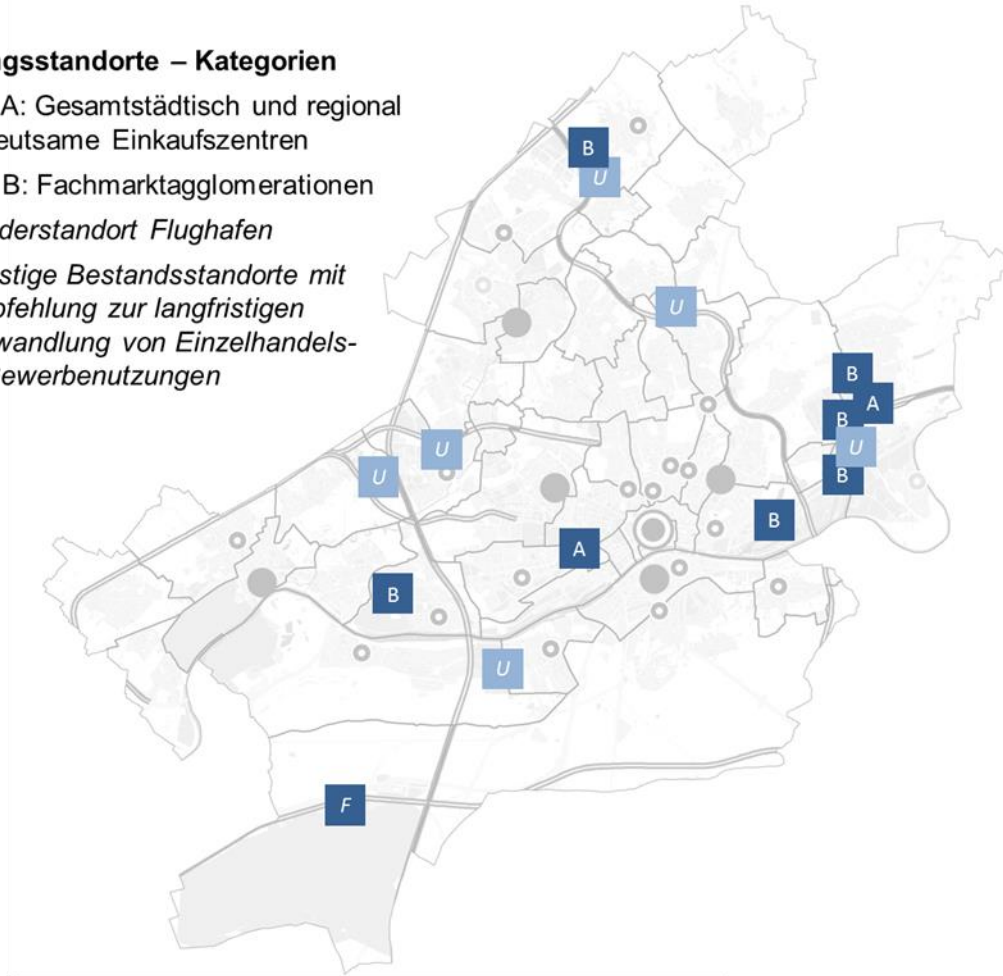 gsstandorte – Kategorien
A: Gesamtstädtisch und regional
eutsame Einkaufszentren
B: Fachmarktagglomerationen
derstandort Flughafen
stige Bestandsstandorte mit
fehlung zur langfristigen
wandlung von Einzelhandels-
ewerbenutzungen
B
U
U
B
A
B
U
B
U
U
B
A
B
U
F